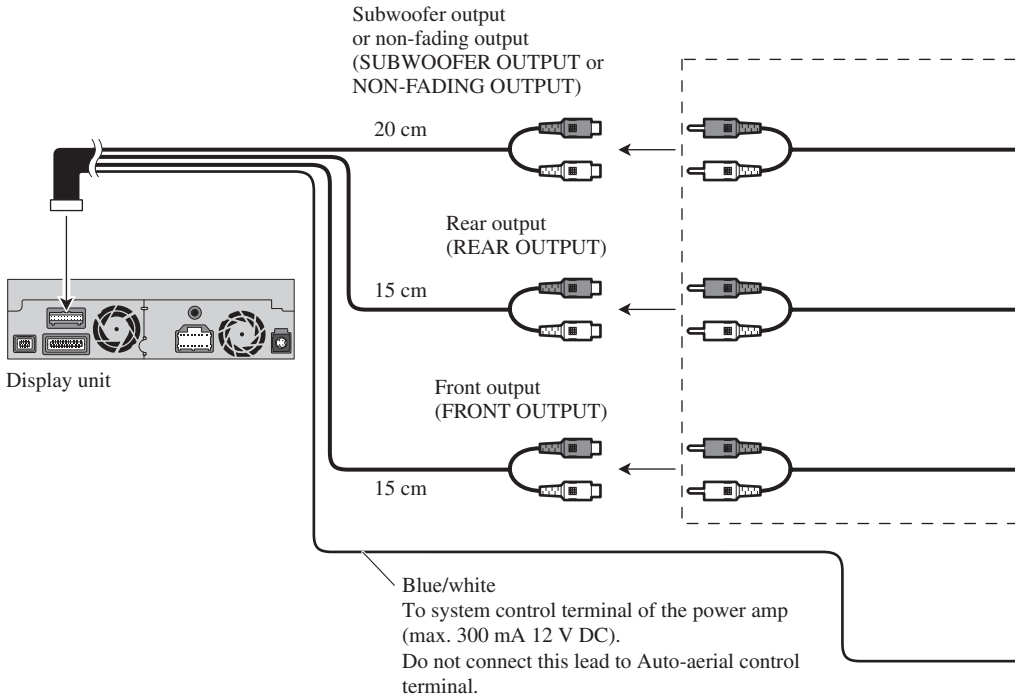 Subwoofer output
or non-fading output
(SUBWOOFER OUTPUT or
NON-FADING OUTPUT)
20 cm
Rear output
(REAR OUTPUT)
15 cm
Display unit
Front output
(FRONT OUTPUT)
15 cm
Blue/white
To system control terminal of the power amp
(max. 300 mA 12 V DC).
Do not connect this lead to Auto-aerial control
terminal.